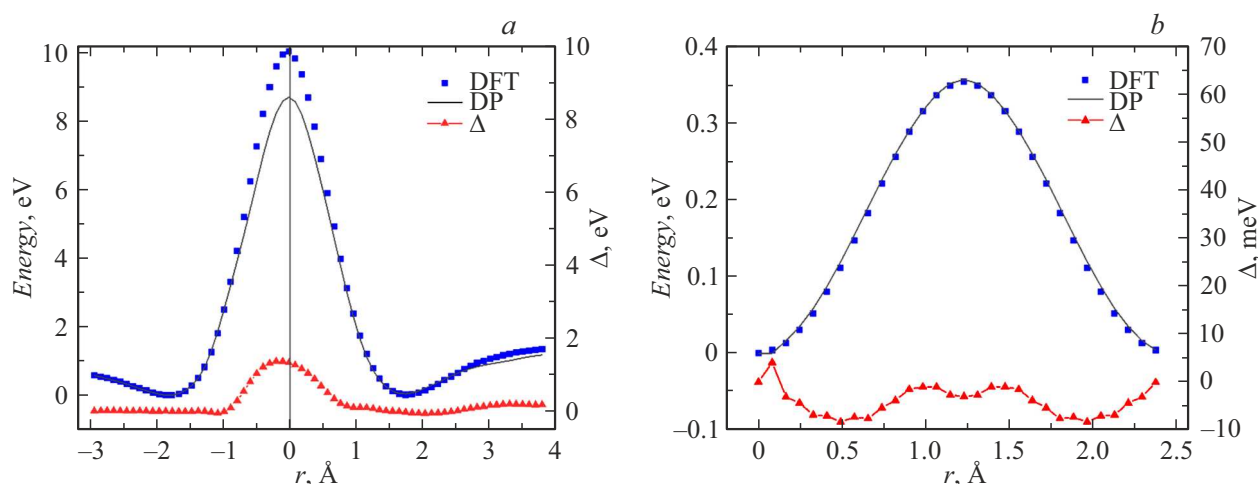 a
10
8
6
4
2
0
Energy, eV
DFT
DP
Δ
10
8
6
4
2
0
Δ, eV
–3 –2 –1 0 1 2 3 4
r, Å
b
0.4
0.3
0.2
0.1
0
–0.1
Energy, eV
DFT
DP
Δ
70
60
50
40
30
20
10
0
–10
Δ, meV
0 0.5 1.0 1.5 2.0 2.5
r, Å